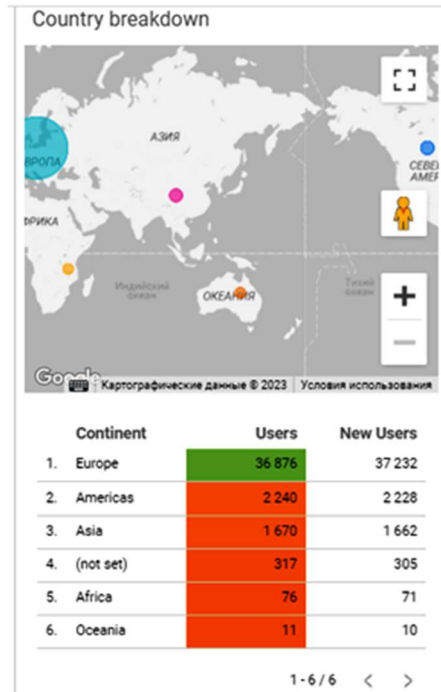 Country breakdown
АЗИЯ
ЕВРОПА
СЕВЕ
АМЕР
АФРИКА
Индийский
океан
ОКЕАНИЯ
Тихий
океан
Google
Картографические данные © 2023 Условия использования
Continent Users New Users
1. Europe 36 876 37 232
2. Americas 2 240 2 228
3. Asia 1 670 1 662
4. (not set) 317 305
5. Africa 76 71
6. Oceania 11 10
1 - 6 / 6 < >